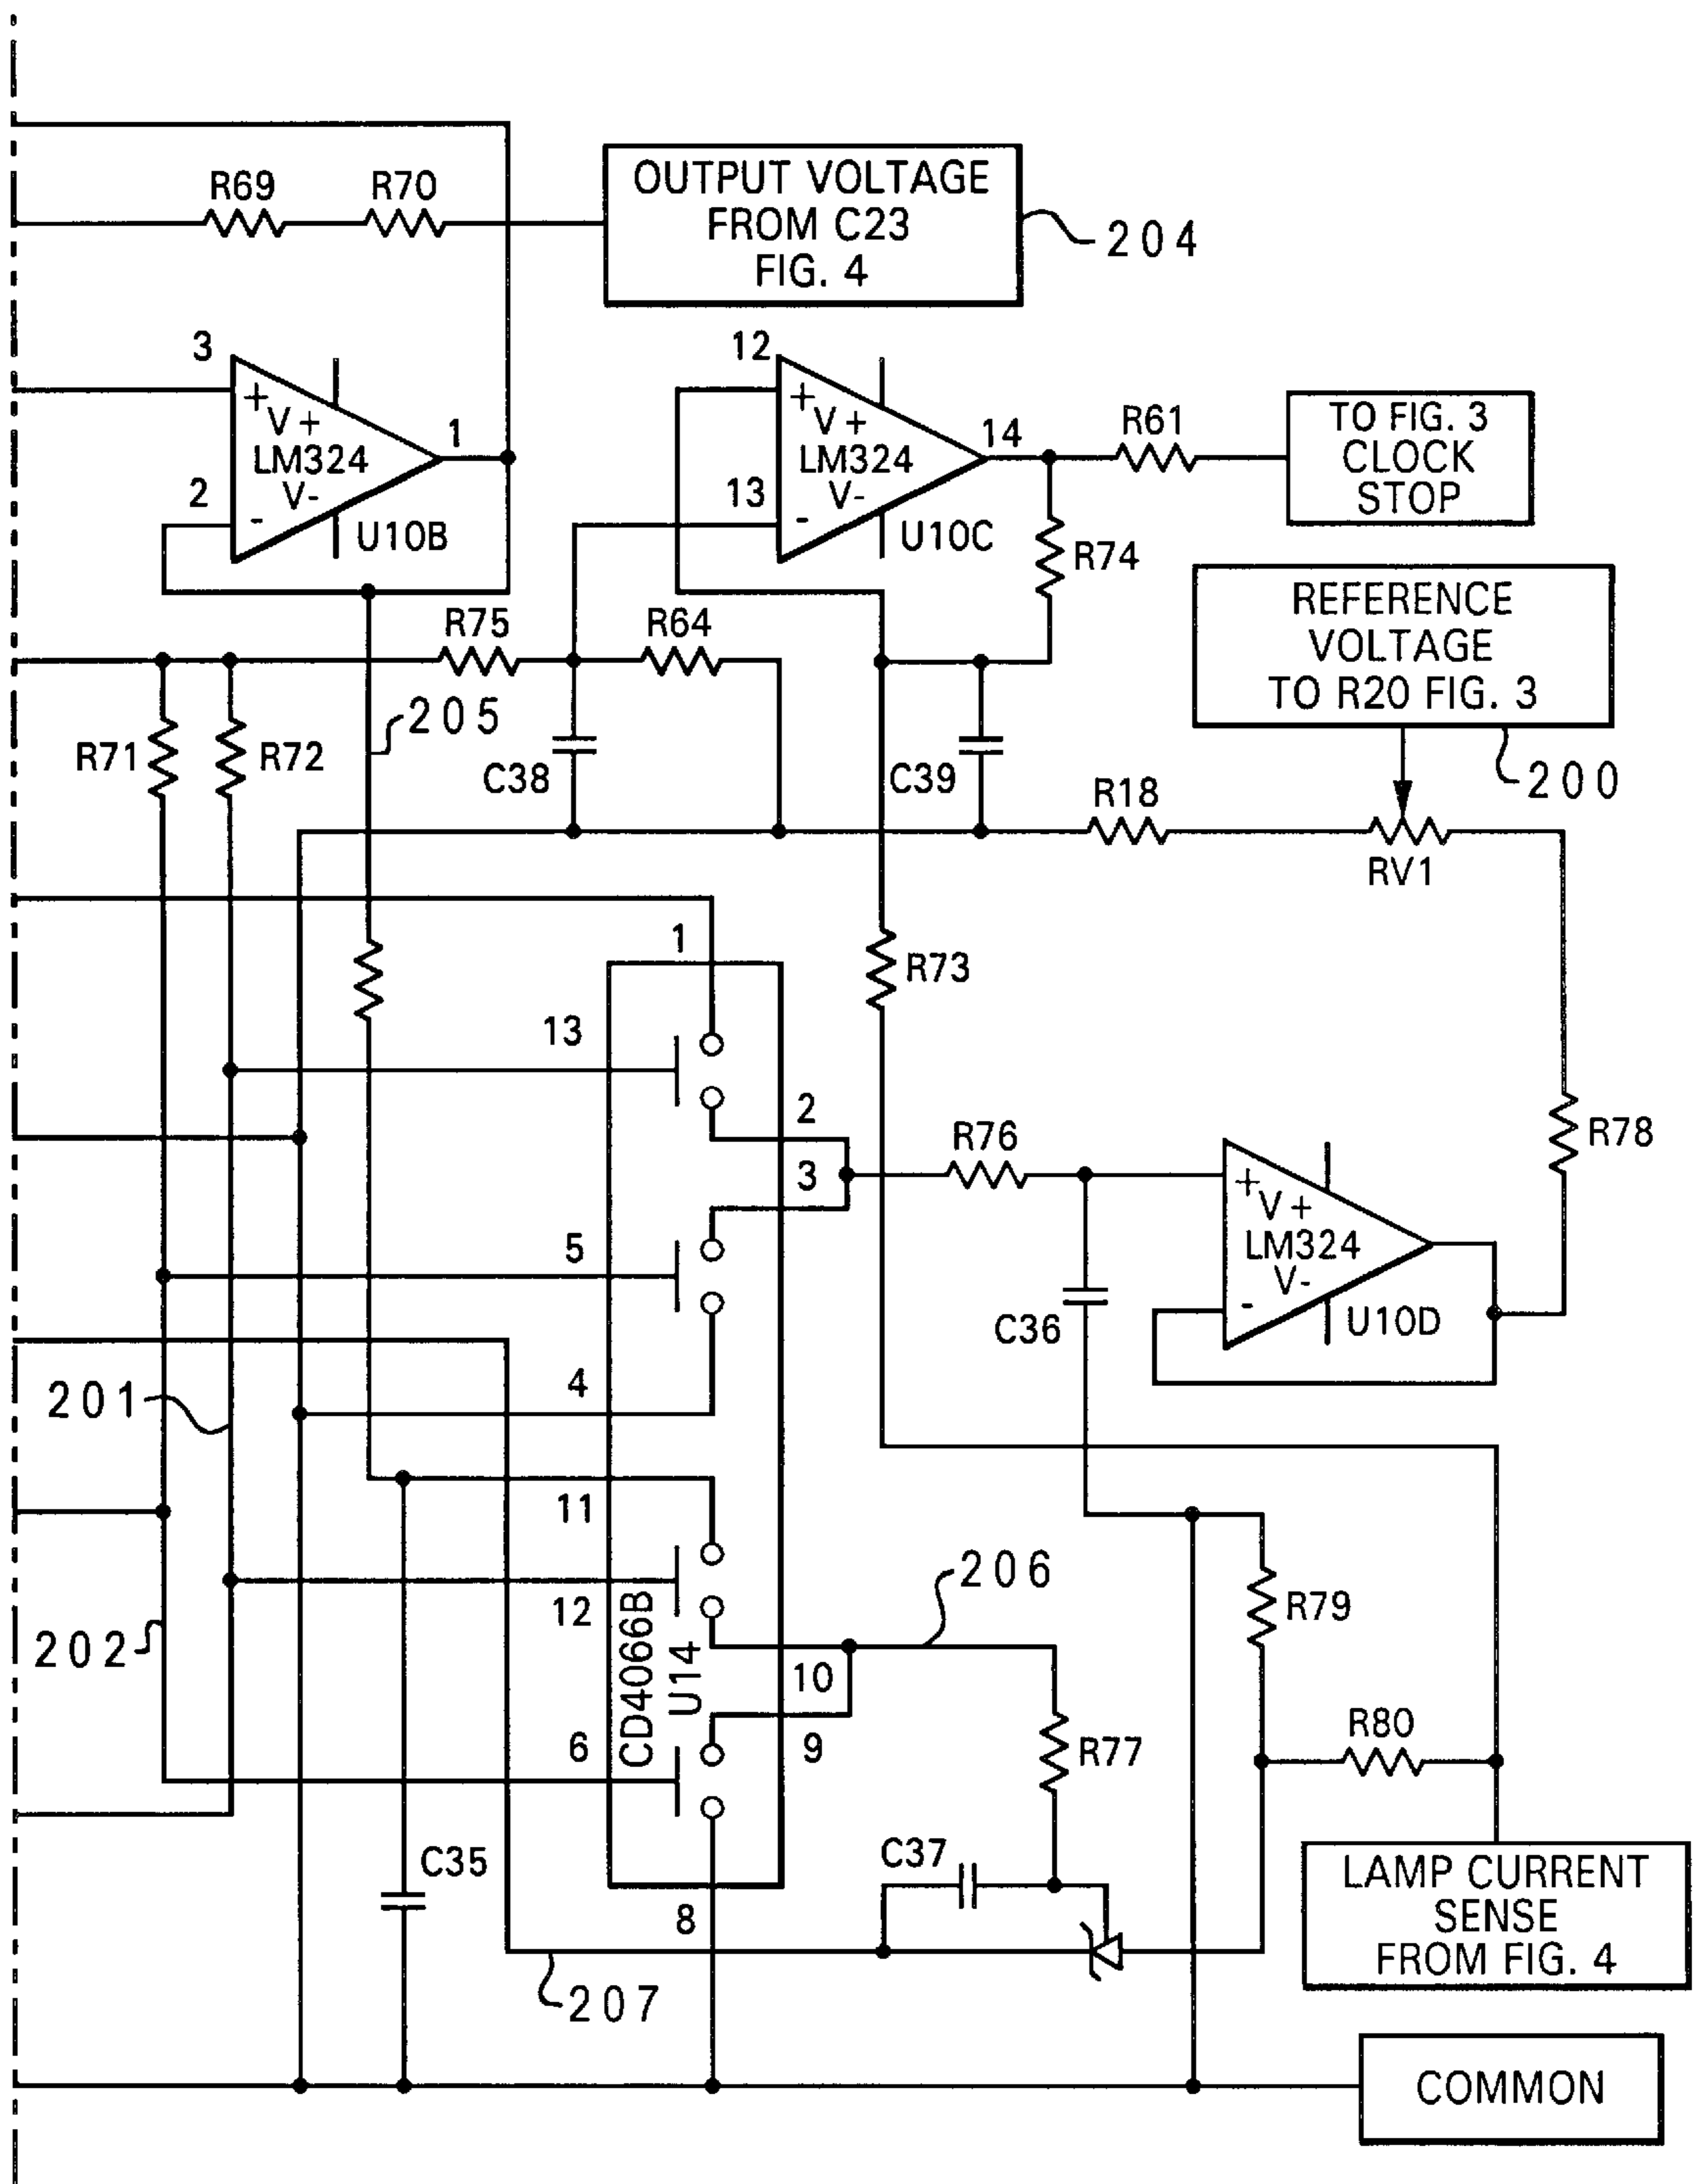 R69
R70
OUTPUT VOLTAGE
FROM C23
FIG. 4
204
3
+
V+
LM324
V-
2
-
1
U10B
12
+
V+
LM324
V-
13
-
14
U10C
R61
TO FIG. 3
CLOCK
STOP
R74
REFERENCE
VOLTAGE
TO R20 FIG. 3
200
R75
R64
205
R71
R72
C38
C39
R18
RV1
1
R73
13
2
3
R76
5
+
V+
LM324
V-
-
U10D
R78
C36
4
201
11
206
12
CD4066B
U14
R79
202
10
9
6
R77
R80
C35
C37
8
LAMP CURRENT
SENSE
FROM FIG. 4
207
COMMON